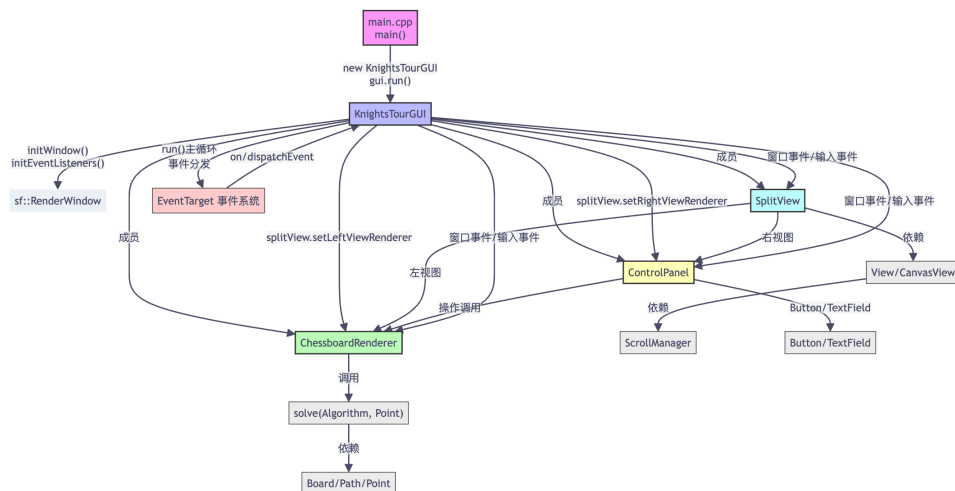 main.cpp
main()
new KnightsTourGUI
gui.run()
KnightsTourGUI
initWindow()
initEventListeners()
run()主循环
事件分发
on/dispatchEvent
成员
窗口事件/输入事件
sf::RenderWindow
EventTarget 事件系统
成员
splitView.setRightViewRenderer
SplitView
窗口事件/输入事件
成员
splitView.setLeftViewRenderer
窗口事件/输入事件
右视图
依赖
左视图
ControlPanel
View/CanvasView
操作调用
依赖
Button/TextField
ChessboardRenderer
ScrollManager
Button/TextField
调用
solve(Algorithm, Point)
依赖
Board/Path/Point